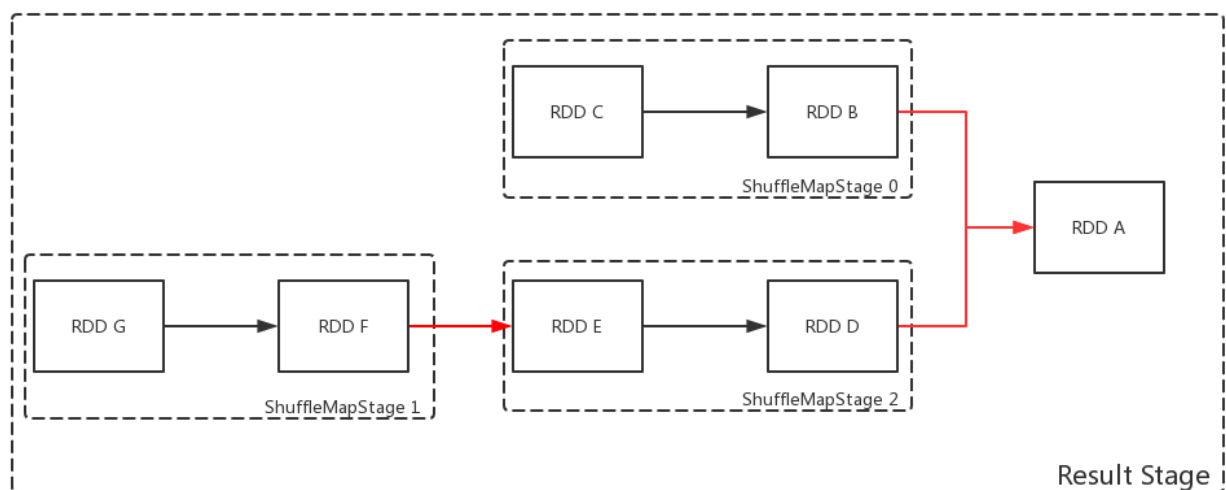 RDD C
RDD B
ShuffleMapStage 0
RDD A
RDD G
RDD F
RDD E
RDD D
ShuffleMapStage 1
ShuffleMapStage 2
Result Stage